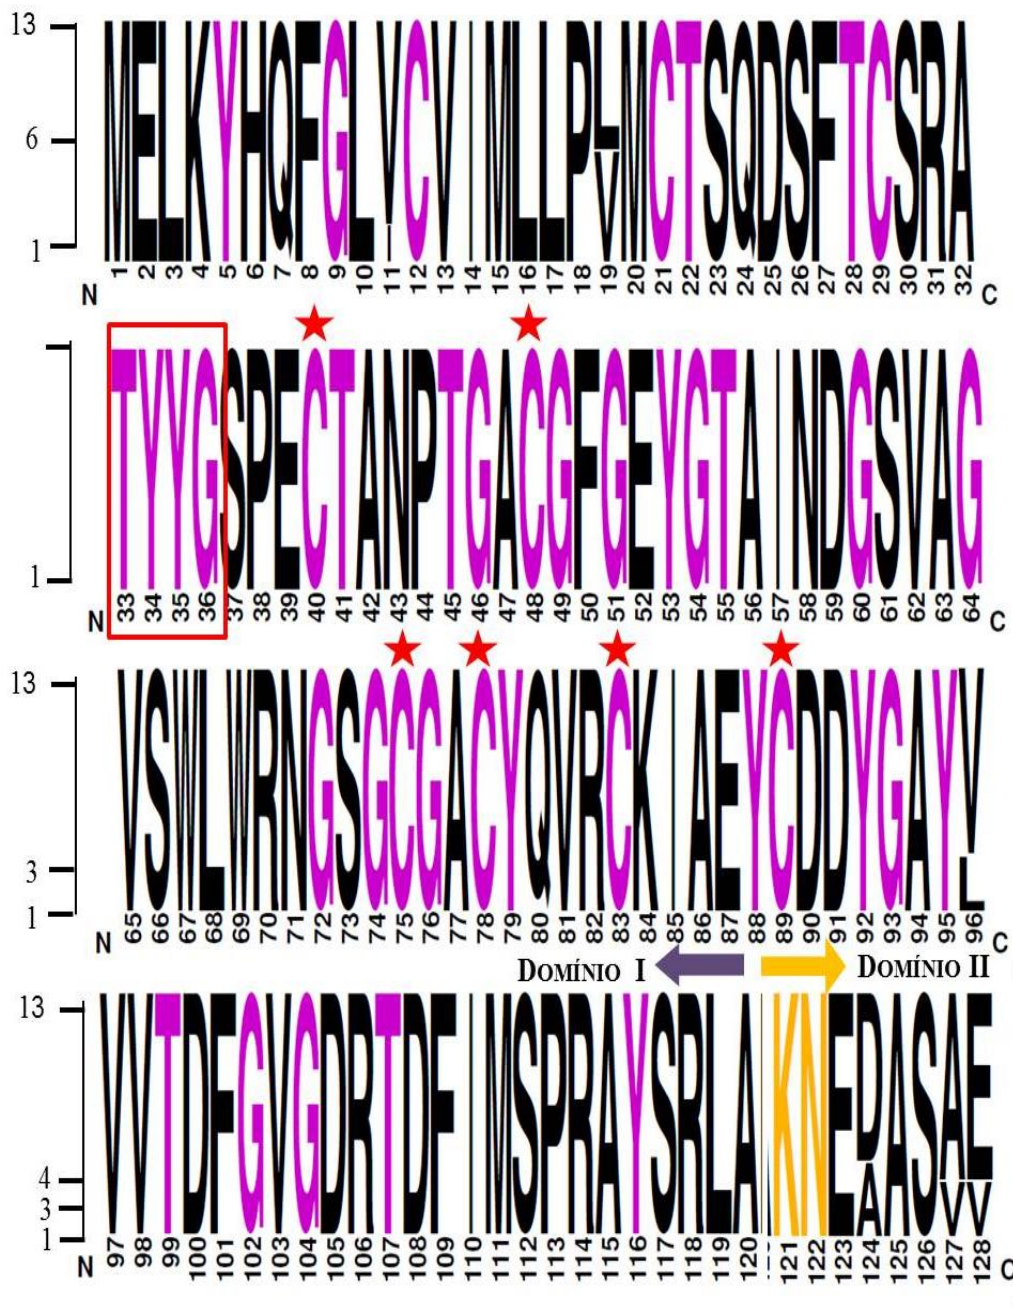 13
MELKYHQFGLVCVIMLLPLMCTSQDSFTCSRA
6
I V
1
1 2 3 4 5 6 7 8 9 10 11 12 13 14 15 16 17 18 19 20 21 22 23 24 25 26 27 28 29 30 31 32
N C
TYYGSPECTANPTGACGFGEYGTAINDGSVAG
1
33 34 35 36 37 38 39 40 41 42 43 44 45 46 47 48 49 50 51 52 53 54 55 56 57 58 59 60 61 62 63 64
N C
13
VSWLWRNGSGCGACYQVRCKIAEYCDDYGAYV
3
L
1
65 66 67 68 69 70 71 72 73 74 75 76 77 78 79 80 81 82 83 84 85 86 87 88 89 90 91 92 93 94 95 96
N C
DOMÍNIO I DOMÍNIO II
13
VVTDFGVGDRTDFIMSPRAYSRLAKNEDASAE
4
3
A V V
1
97 98 99 100 101 102 103 104 105 106 107 108 109 110 111 112 113 114 115 116 117 118 119 120 121 122 123 124 125 126 127 128
N C